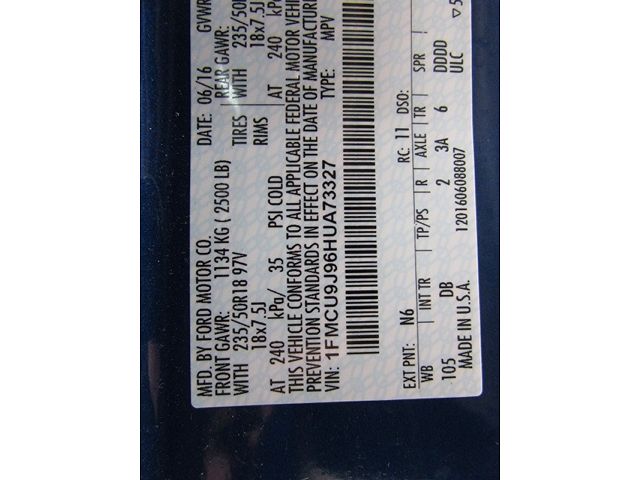 MFD. BY FORD MOTOR CO.
DATE: 06/16 GVWR
FRONT GAWR: 1134 KG ( 2500 LB)
REAR GAWR:
235/50R18 97V TIRES WITH 235/50
18x7.5J RIMS 18x7.5J
AT 240 kPa/ 35 PSI COLD AT 240 kP
THIS VEHICLE CONFORMS TO ALL APPLICABLE FEDERAL MOTOR VEHIC
PREVENTION STANDARDS IN EFFECT ON THE DATE OF MANUFACTUR
VIN: 1FMCU9J96HUA73327 TYPE: MPV
EXT PNT: N6 RC: 11 DSO:
WB INT TR TP/PS R AXLE TR SPR
105 DB 2 3A 6 DDDD
MADE IN U.S.A. 1201606088007 ULC
▽5